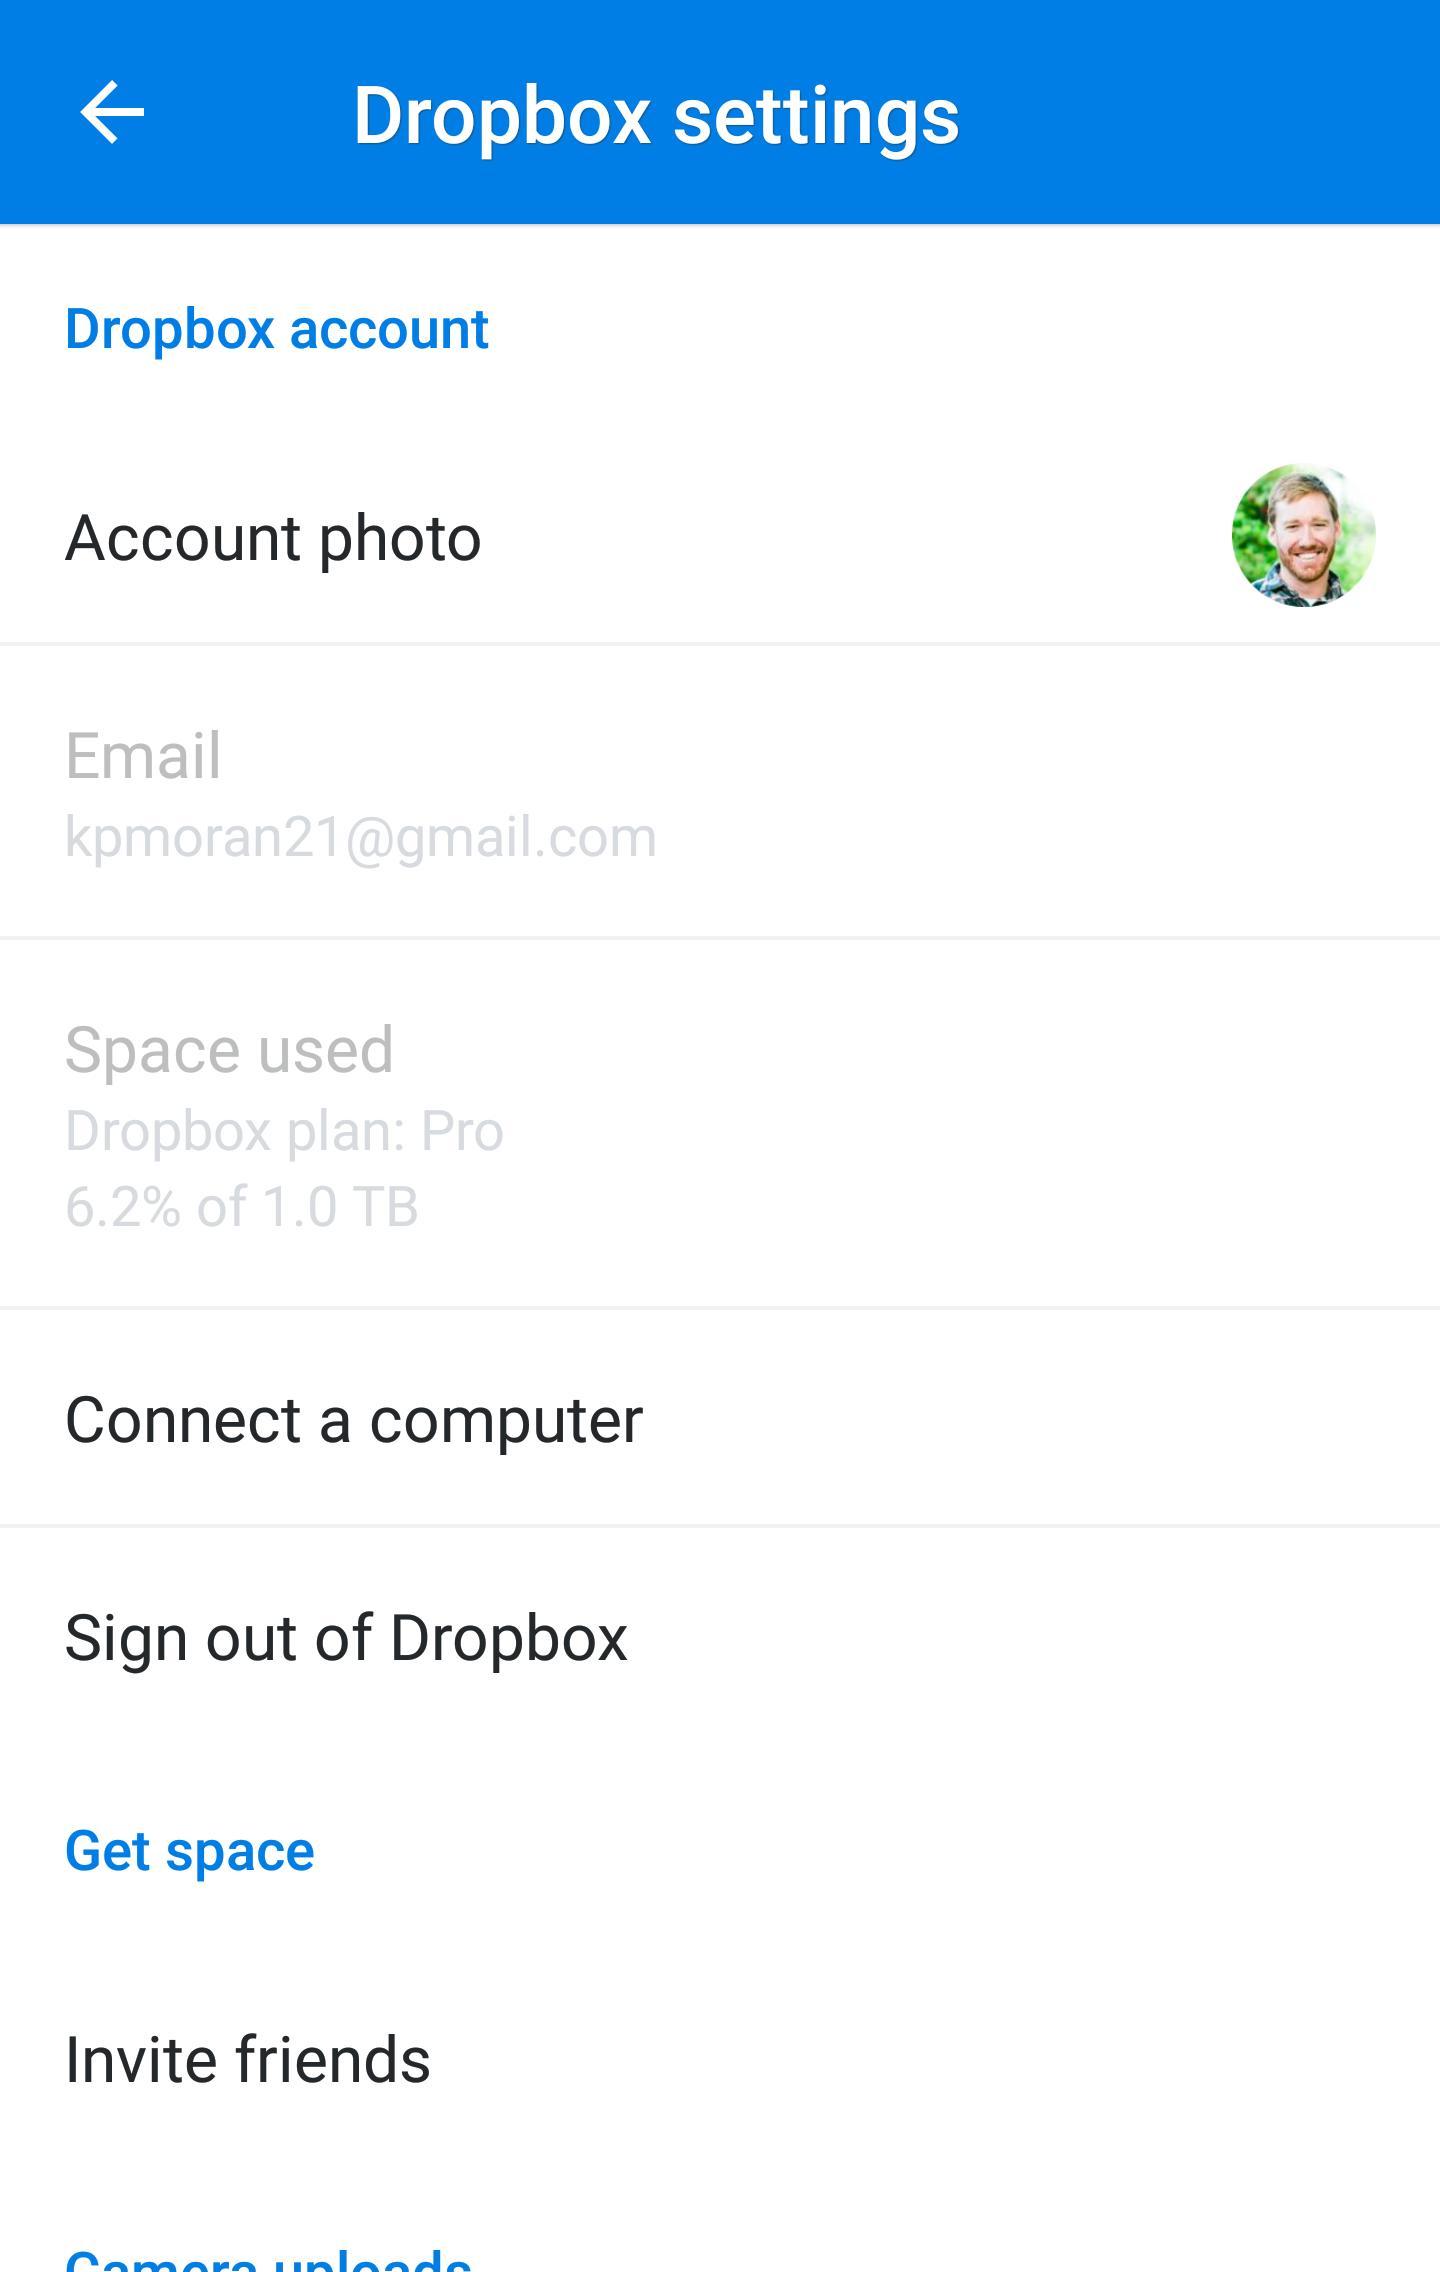 Dropbox settings
Dropbox account
Account photo
Email
kpmoran21@gmail.com
Space used
Dropbox plan: Pro
6.2% of 1.0 TB
Connect a computer
Sign out of Dropbox
Get space
Invite friends
Camera uploads